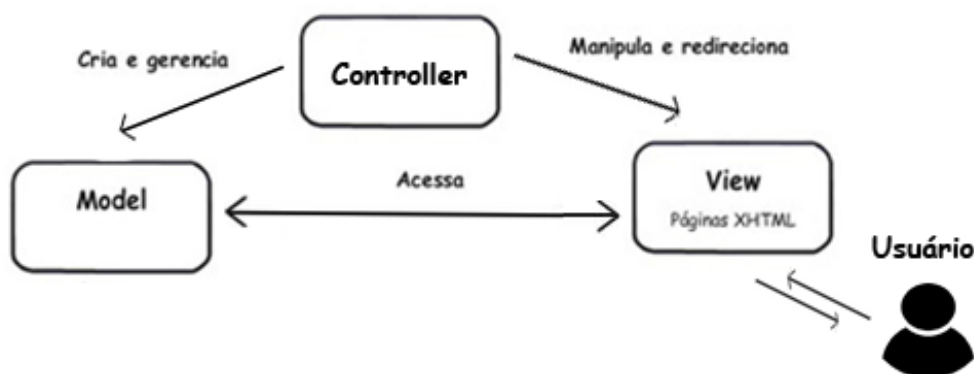 Cria e gerencia
Controller
Manipula e redireciona
Model
Acessa
View
Páginas XHTML
Usuário